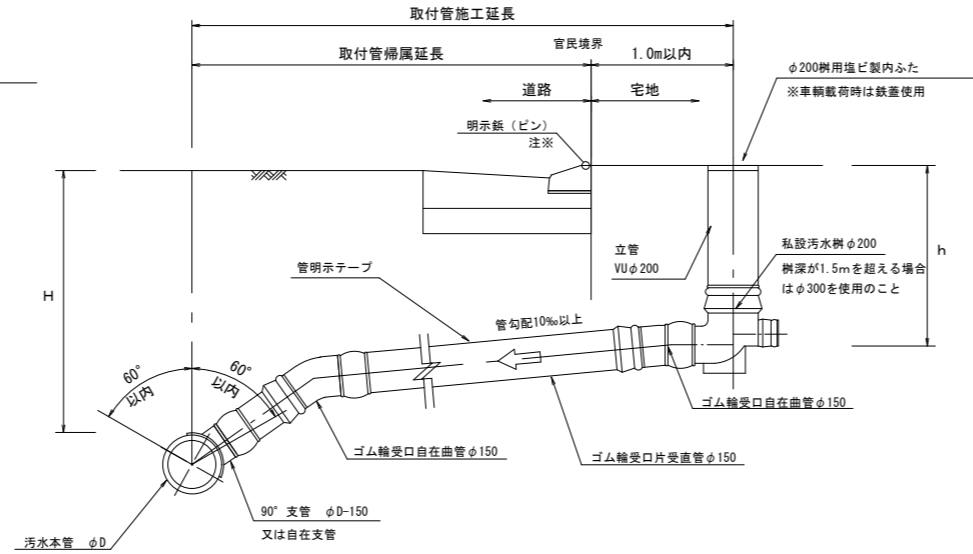 取付管施工延長
官民境界
取付管帰属延長
1.0m以内
φ200桝用塩ビ製内ふた
※車輌載荷時は鉄蓋使用
道路
宅地
明示鋲（ピン）
注※
立管
VUφ200
私設汚水桝φ200
桝深が1.5mを超える場合
はφ300を使用のこと
h
H
管明示テープ
管勾配10‰以上
60°
以内
60°
以内
ゴム輪受口自在曲管φ150
ゴム輪受口自在曲管φ150
ゴム輪受口片受直管φ150
90°支管 φD-150
又は自在支管
汚水本管 φD